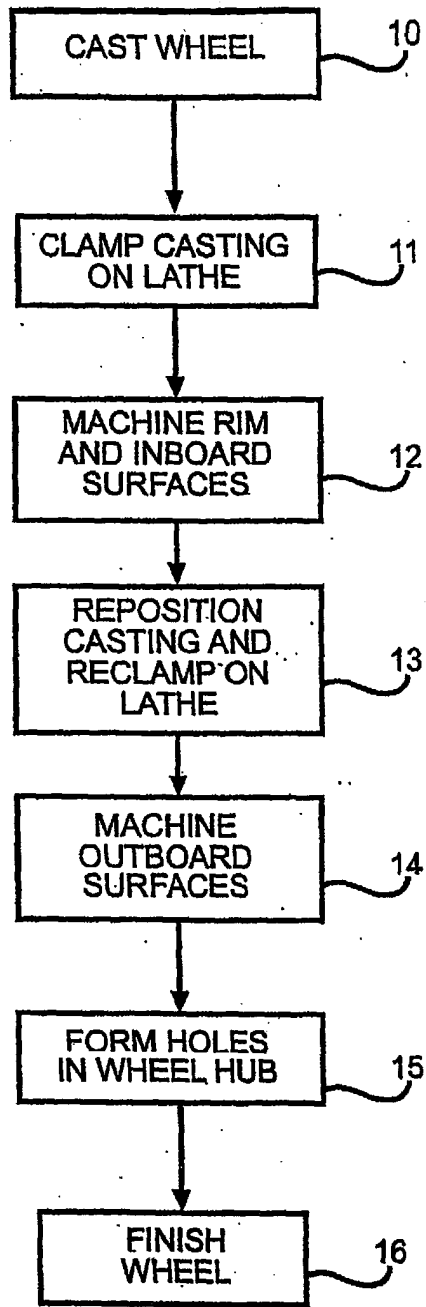 CAST WHEEL
10
CLAMP CASTING
ON LATHE
11
MACHINE RIM
AND INBOARD
SURFACES
12
REPOSITION
CASTING AND
RECLAMP ON
LATHE
13
MACHINE
OUTBOARD
SURFACES
14
FORM HOLES
IN WHEEL HUB
15
FINISH
WHEEL
16